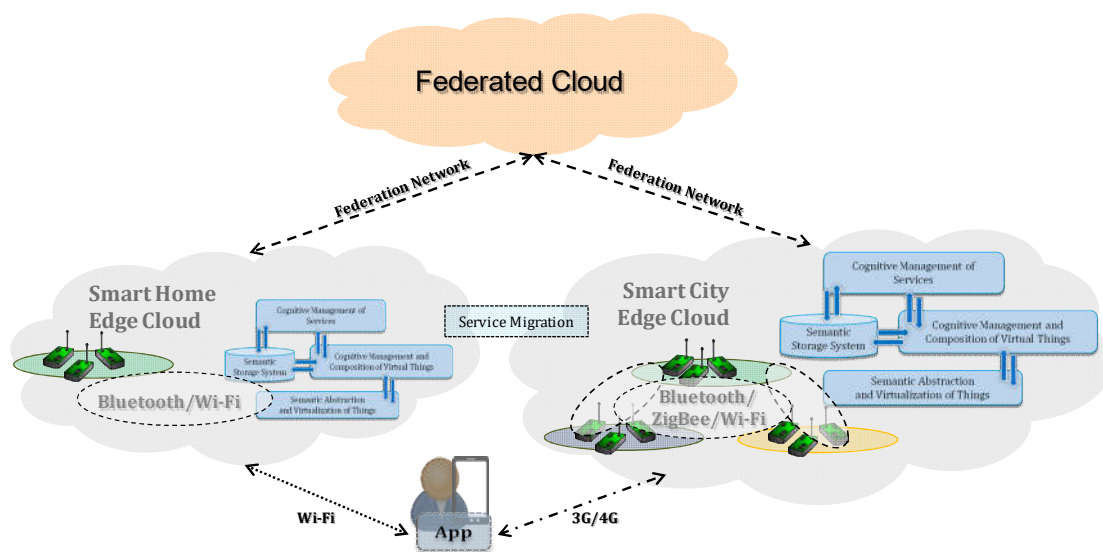 Federated Cloud
Federation Network
Federation Network
Smart Home
Edge Cloud
Cognitive Management of
Services
Semantic
Storage System
Cognitive Management and
Composition of Virtual Things
Semantic Abstraction
and Virtualization of Things
Bluetooth/Wi-Fi
Service Migration
Smart City
Edge Cloud
Cognitive Management of
Services
Semantic
Storage System
Cognitive Management and
Composition of Virtual Things
Semantic Abstraction
and Virtualization of Things
Bluetooth/
ZigBee/Wi-Fi
Wi-Fi
App
3G/4G